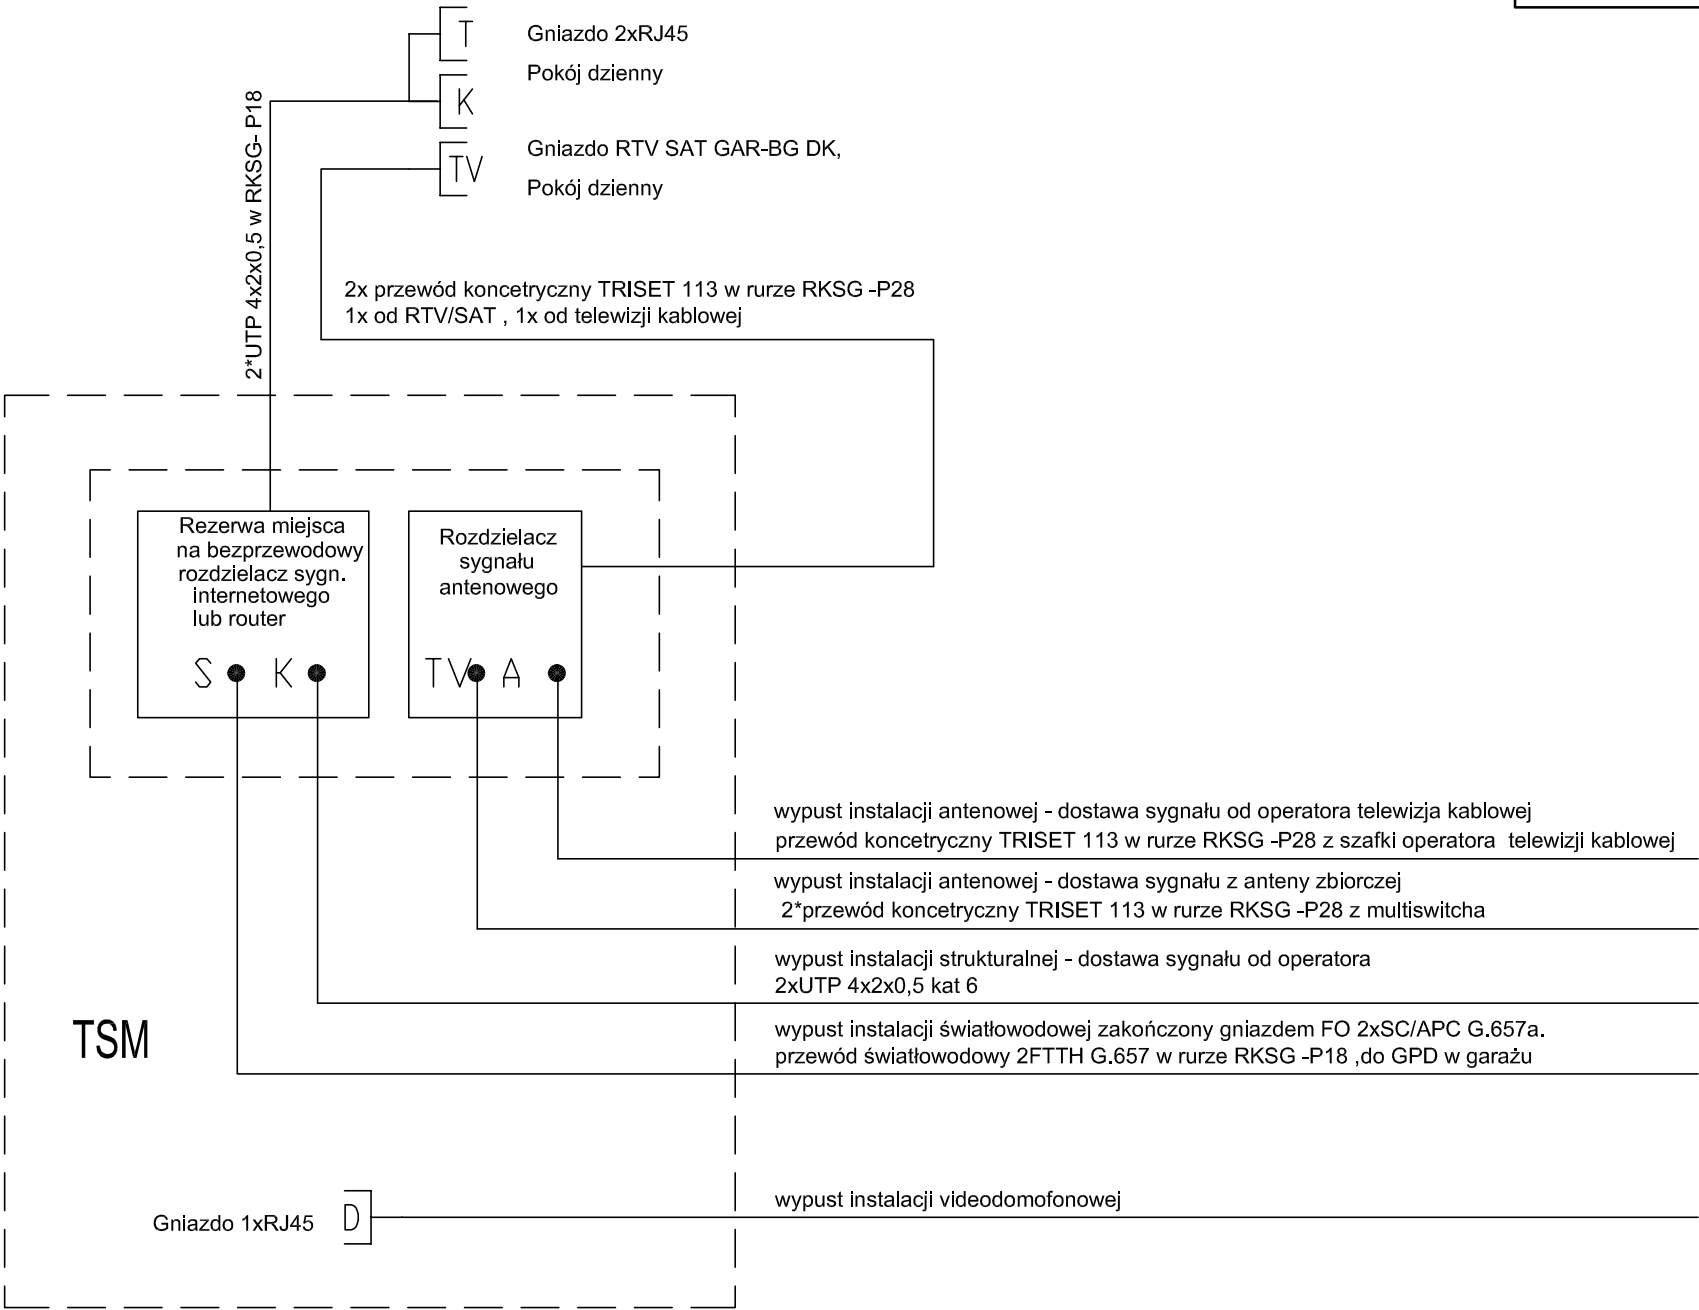 T
Gniazdo 2xRJ45
Pokój dzienny
K
Gniazdo RTV SAT GAR-BG DK,
TV
Pokój dzienny
2*UTP 4x2x0,5 w RKSG- P18
2x przewód koncetryczny TRISET 113 w rurze RKSG -P28
1x od RTV/SAT , 1x od telewizji kablowej
Rezerwa miejsca
na bezprzewodowy
rozdzielacz sygn.
internetowego
lub router
S K
Rozdzielacz
sygnału
antenowego
TV A
wypust instalacji antenowej - dostawa sygnału od operatora telewizja kablowej
przewód koncetryczny TRISET 113 w rurze RKSG -P28 z szafki operatora telewizji kablowej
wypust instalacji antenowej - dostawa sygnału z anteny zbiorczej
2*przewód koncetryczny TRISET 113 w rurze RKSG -P28 z multiswitcha
wypust instalacji strukturalnej - dostawa sygnału od operatora
2xUTP 4x2x0,5 kat 6
TSM
wypust instalacji światłowodowej zakończony gniazdem FO 2xSC/APC G.657a.
przewód światłowodowy 2FTTH G.657 w rurze RKSG -P18 ,do GPD w garażu
wypust instalacji videodomofonowej
Gniazdo 1xRJ45 D